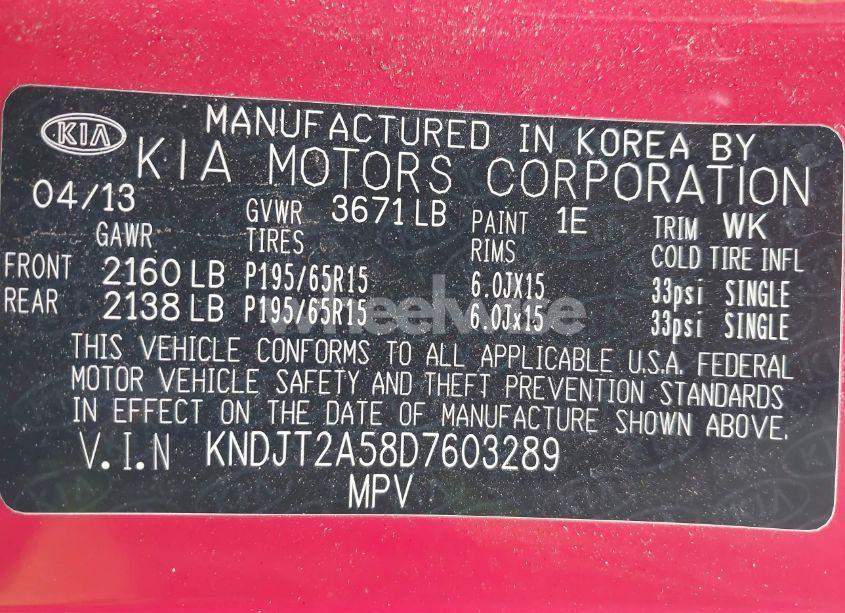 KIA MANUFACTURED IN KOREA BY
KIA MOTORS CORPORATION
04/13 GVWR 3671 LB PAINT 1E TRIM WK
GAWR TIRES RIMS COLD TIRE INFL
FRONT 2160 LB P195/65R15 6.0JX15 33psi SINGLE
REAR 2138 LB P195/65R15 6.0Jx15 33psi SINGLE
wheelvase
THIS VEHICLE CONFORMS TO ALL APPLICABLE U.S.A. FEDERAL
MOTOR VEHICLE SAFETY AND THEFT PREVENTION STANDARDS
IN EFFECT ON THE DATE OF MANUFACTURE SHOWN ABOVE.
V.I.N KNDJT2A58D7603289
MPV